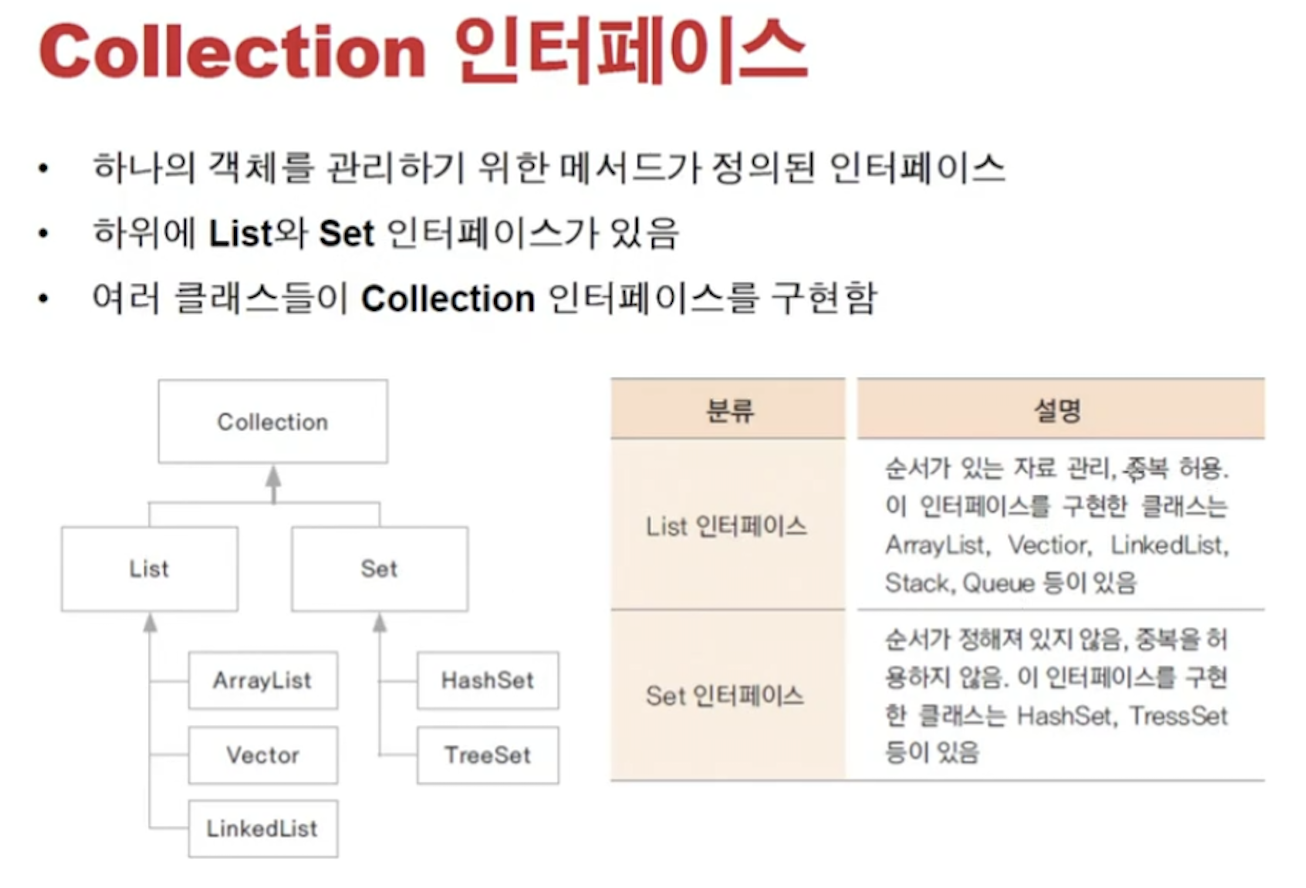 Collection 인터페이스
• 하나의 객체를 관리하기 위한 메서드가 정의된 인터페이스
• 하위에 List와 Set 인터페이스가 있음
• 여러 클래스들이 Collection 인터페이스를 구현함
Collection
List
Set
ArrayList
HashSet
Vector
TreeSet
LinkedList
분류
설명
List 인터페이스
순서가 있는 자료 관리, 중복 허용.
이 인터페이스를 구현한 클래스는
ArrayList, Vectior, LinkedList,
Stack, Queue 등이 있음
Set 인터페이스
순서가 정해져 있지 않음, 중복을 허
용하지 않음. 이 인터페이스를 구현
한 클래스는 HashSet, TressSet
등이 있음